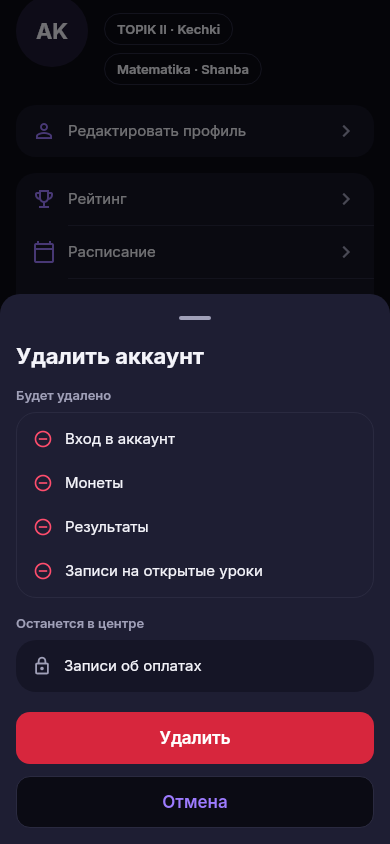 AK
TOPIK II · Kechki
Matematika · Shanba
Редактировать профиль
Рейтинг
Расписание
Удалить аккаунт
Будет удалено
Вход в аккаунт
Монеты
Результаты
Записи на открытые уроки
Останется в центре
Записи об оплатах
Удалить
Отмена